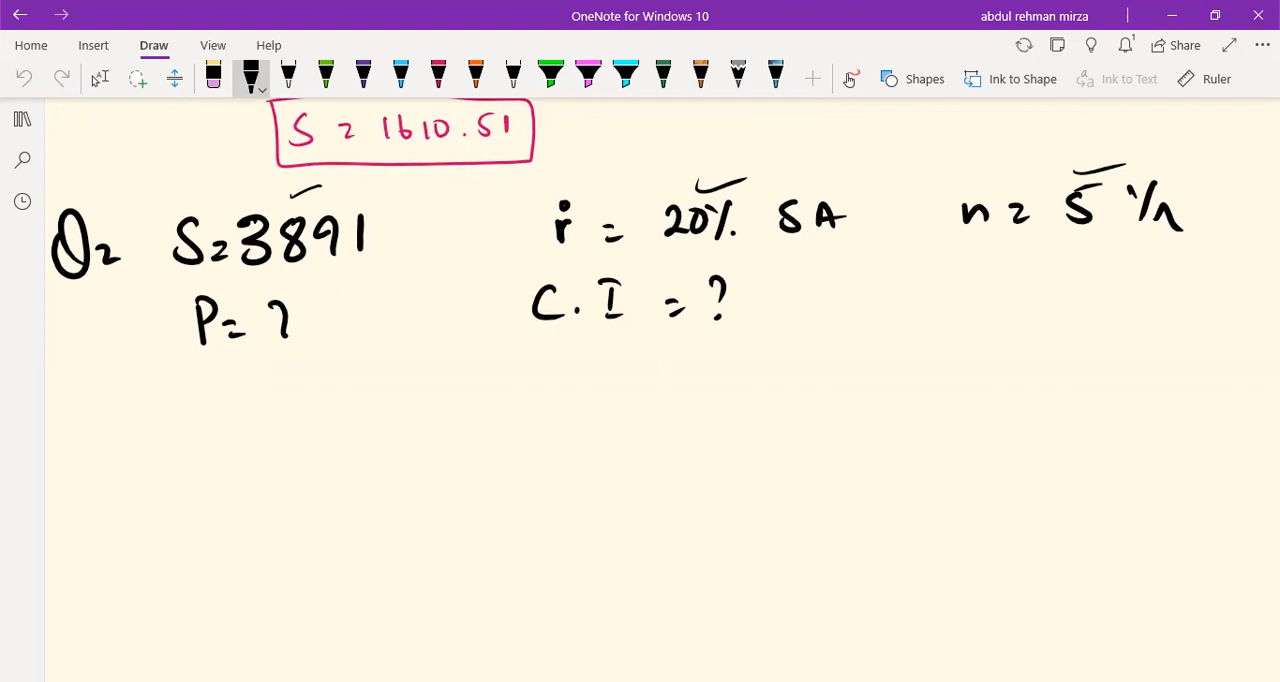 OneNote for Windows 10
abdul rehman mirza
Home Insert Draw View Help
Share
Shapes Ink to Shape Ink to Text Ruler
S = 1610.51
Q2 S=3891 i = 20% SA n = 5 Yr
P=? C.I = ?